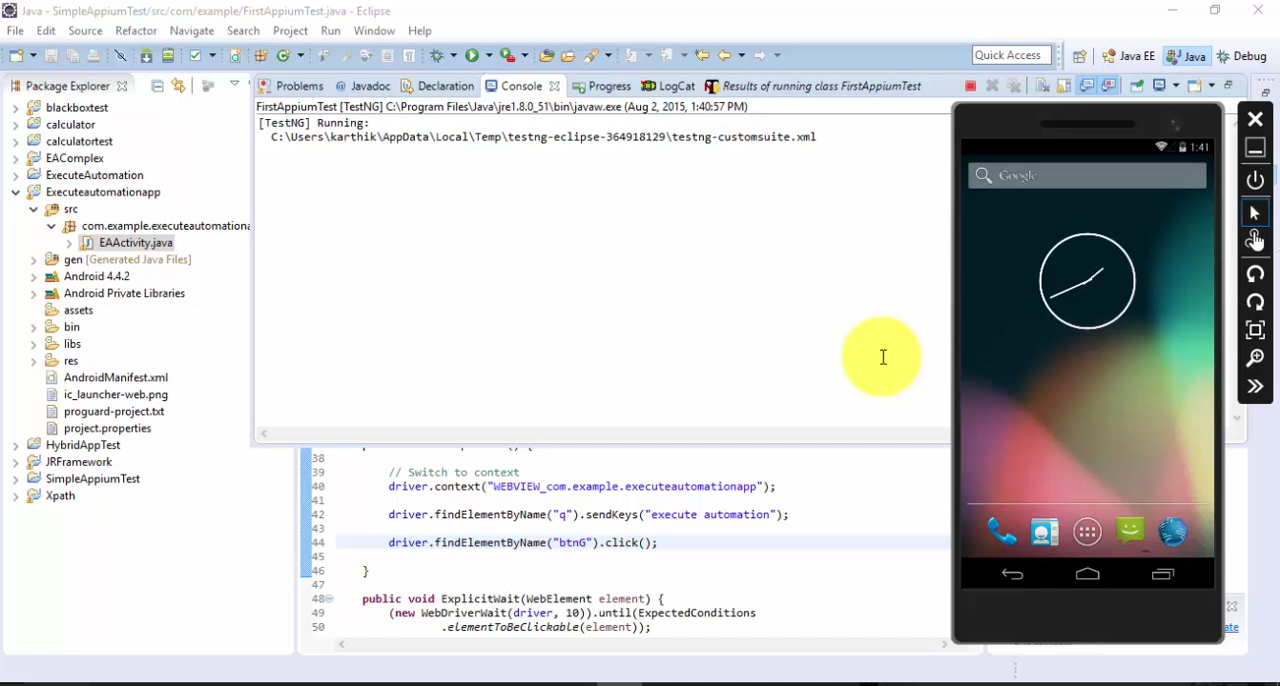 Java - SimpleAppiumTest/src/com/example/FirstAppiumTest.java - Eclipse
File Edit Source Refactor Navigate Search Project Run Window Help
Quick Access Java EE Java Debug
Package Explorer
Problems Javadoc Declaration Console Progress LogCat Results of running class FirstAppiumTest
FirstAppiumTest [TestNG] C:\Program Files\Java\jre1.8.0_51\bin\javaw.exe (Aug 2, 2015, 1:40:57 PM)
[TestNG] Running:
C:\Users\karthik\AppData\Local\Temp\testng-eclipse-364918129\testng-customsuite.xml
blackboxtest
calculator
calculatortest
EAComplex
ExecuteAutomation
Executeautomationapp
src
com.example.executeautomationa
EAActivity.java
gen [Generated Java Files]
Android 4.4.2
Android Private Libraries
assets
bin
libs
res
AndroidManifest.xml
ic_launcher-web.png
proguard-project.txt
project.properties
HybridAppTest
JRFramework
SimpleAppiumTest
Xpath
1:41
Google
38
39 // Switch to context
40 driver.context("WEBVIEW_com.example.executeautomationapp");
41
42 driver.findElementByName("q").sendKeys("execute automation");
43
44 driver.findElementByName("btnG").click();
45
46 }
47
48 public void ExplicitWait(WebElement element) {
49 (new WebDriverWait(driver, 10)).until(ExpectedConditions
50 .elementToBeClickable(element));